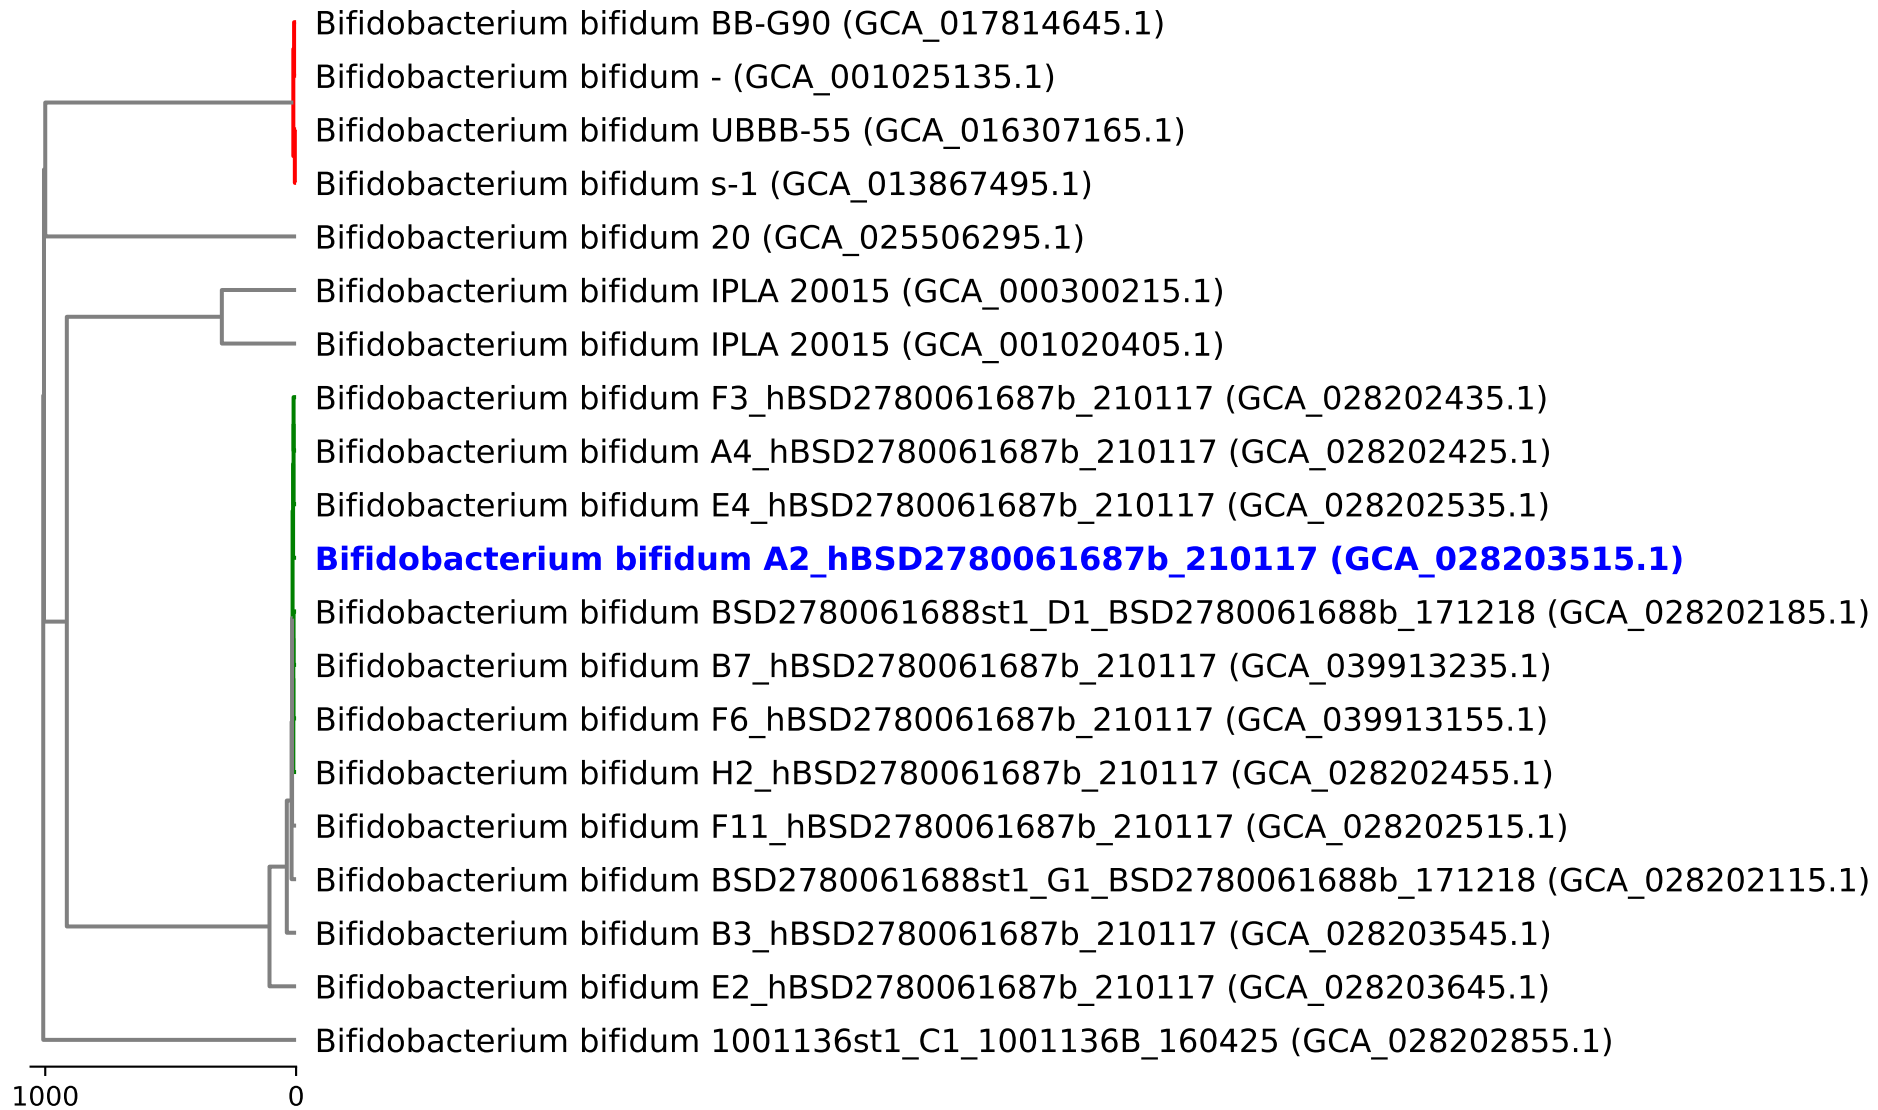 Bifidobacterium bifidum BB-G90 (GCA_017814645.1)
Bifidobacterium bifidum - (GCA_001025135.1)
Bifidobacterium bifidum UBBB-55 (GCA_016307165.1)
Bifidobacterium bifidum s-1 (GCA_013867495.1)
Bifidobacterium bifidum 20 (GCA_025506295.1)
Bifidobacterium bifidum IPLA 20015 (GCA_000300215.1)
Bifidobacterium bifidum IPLA 20015 (GCA_001020405.1)
Bifidobacterium bifidum F3_hBSD2780061687b_210117 (GCA_028202435.1)
Bifidobacterium bifidum A4_hBSD2780061687b_210117 (GCA_028202425.1)
Bifidobacterium bifidum E4_hBSD2780061687b_210117 (GCA_028202535.1)
Bifidobacterium bifidum A2_hBSD2780061687b_210117 (GCA_028203515.1)
Bifidobacterium bifidum BSD2780061688st1_D1_BSD2780061688b_171218 (GCA_028202185.1)
Bifidobacterium bifidum B7_hBSD2780061687b_210117 (GCA_039913235.1)
Bifidobacterium bifidum F6_hBSD2780061687b_210117 (GCA_039913155.1)
Bifidobacterium bifidum H2_hBSD2780061687b_210117 (GCA_028202455.1)
Bifidobacterium bifidum F11_hBSD2780061687b_210117 (GCA_028202515.1)
Bifidobacterium bifidum BSD2780061688st1_G1_BSD2780061688b_171218 (GCA_028202115.1)
Bifidobacterium bifidum B3_hBSD2780061687b_210117 (GCA_028203545.1)
Bifidobacterium bifidum E2_hBSD2780061687b_210117 (GCA_028203645.1)
Bifidobacterium bifidum 1001136st1_C1_1001136B_160425 (GCA_028202855.1)
1000 0